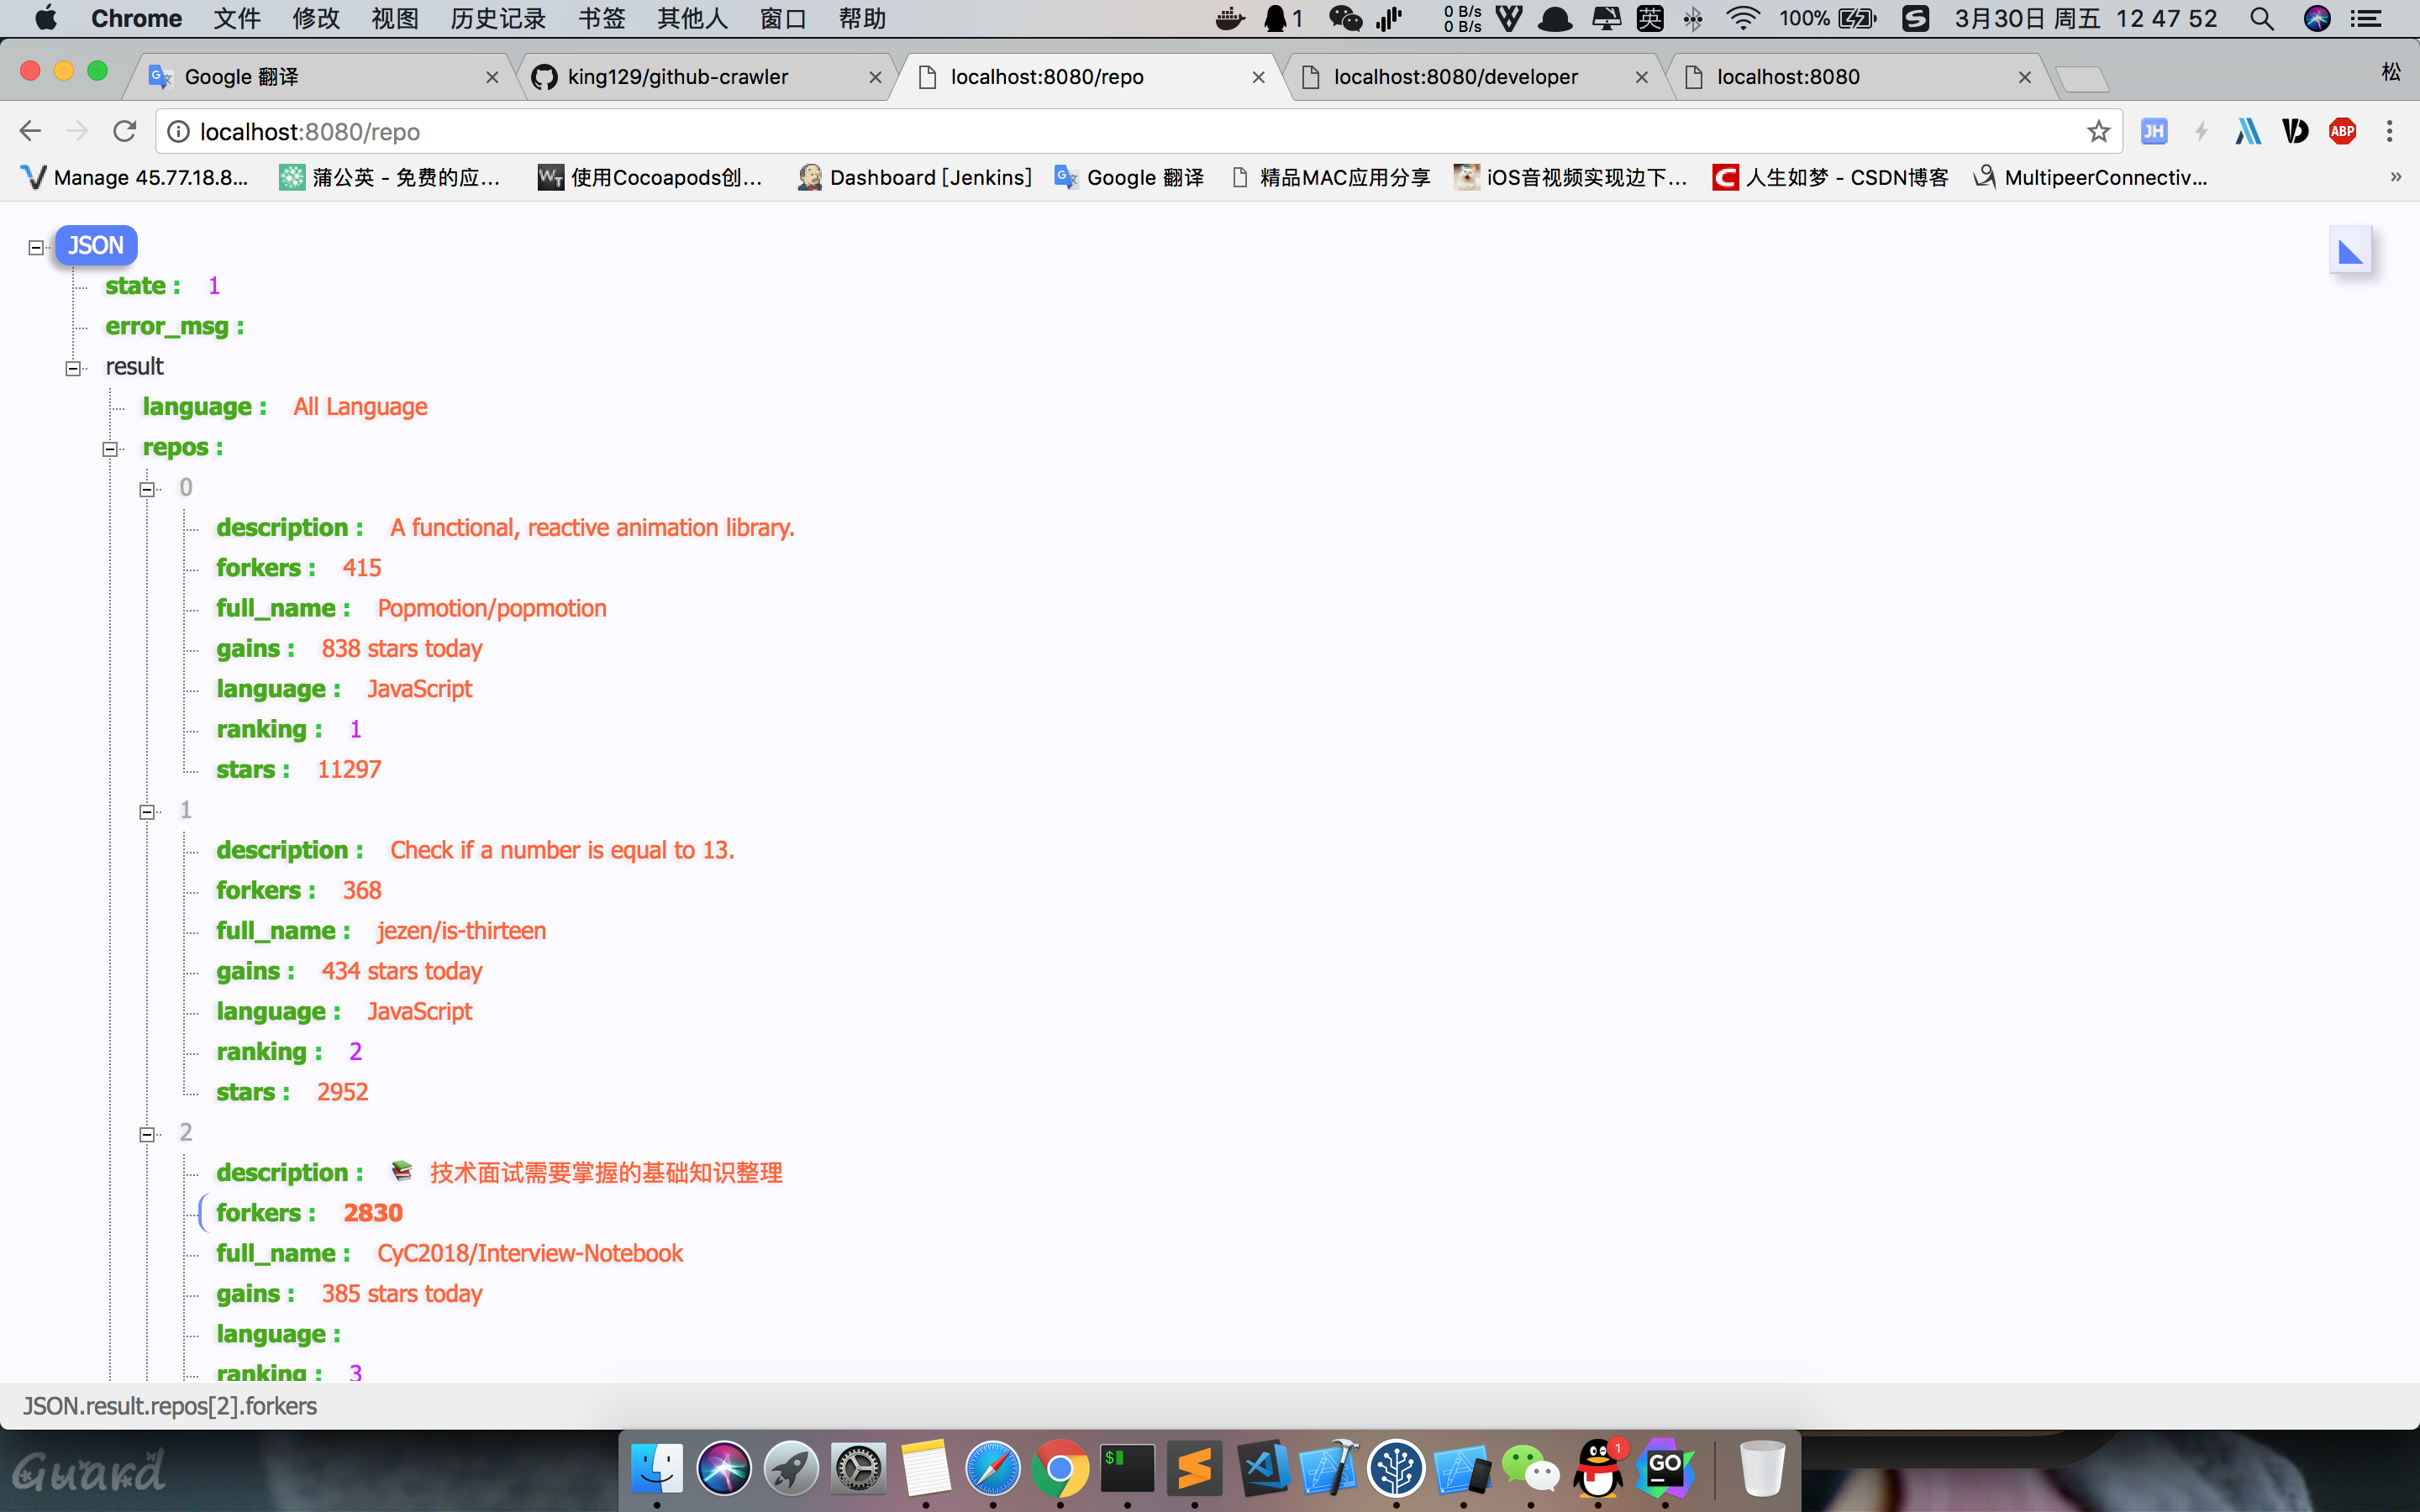 Chrome 文件 修改 视图 历史记录 书签 其他人 窗口 帮助 1 0 B/s 0 B/s 英 100% 3月30日 周五 12 47 52
Google 翻译 king129/github-crawler localhost:8080/repo localhost:8080/developer localhost:8080 松
localhost:8080/repo JH ABP
Manage 45.77.18.8... 蒲公英 - 免费的应... WT 使用Cocoapods创... Dashboard [Jenkins] Google 翻译 精品MAC应用分享 iOS音视频实现边下... C 人生如梦 - CSDN博客 MultipeerConnectiv... »
JSON
state : 1
error_msg :
result
language : All Language
repos :
0
description : A functional, reactive animation library.
forkers : 415
full_name : Popmotion/popmotion
gains : 838 stars today
language : JavaScript
ranking : 1
stars : 11297
1
description : Check if a number is equal to 13.
forkers : 368
full_name : jezen/is-thirteen
gains : 434 stars today
language : JavaScript
ranking : 2
stars : 2952
2
description : 📚 技术面试需要掌握的基础知识整理
forkers : 2830
full_name : CyC2018/Interview-Notebook
gains : 385 stars today
language :
ranking : 3
JSON.result.repos[2].forkers
Guard
$
1
GO